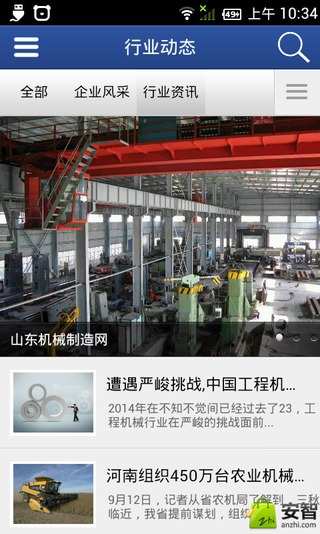 49+ 上午 10:34
行业动态
全部 企业风采 行业资讯
山东机械制造网
遭遇严峻挑战,中国工程机...
2014年在不知不觉间已经过去了23，工
程机械行业在严峻的挑战面前...
河南组织450万台农业机械...
9月12日，记者从省农机局了解到，三秋
临近，我省提前谋划，组织
安智
anzhi.com